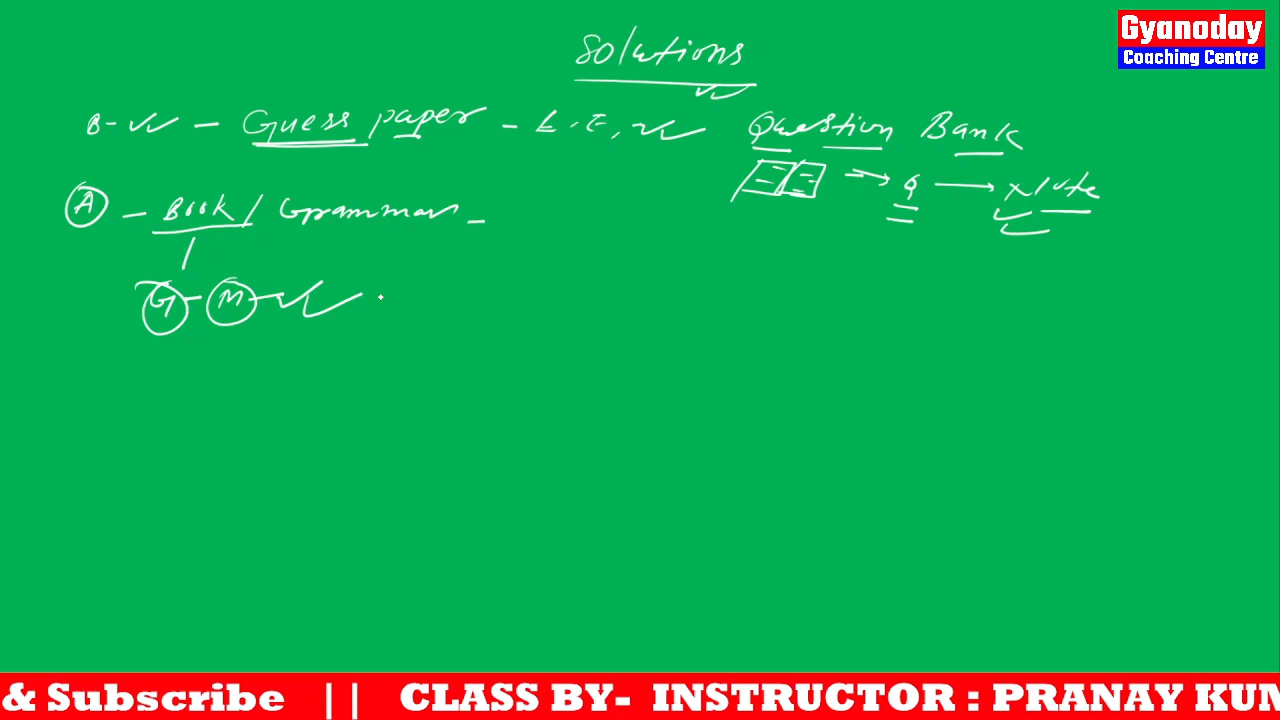 Gyanoday
Coaching Centre
Solutions
B- — Guess paper - Question Bank
Q
A - Book / Grammar -
G - M
& Subscribe || CLASS BY- INSTRUCTOR : PRANAY KUM